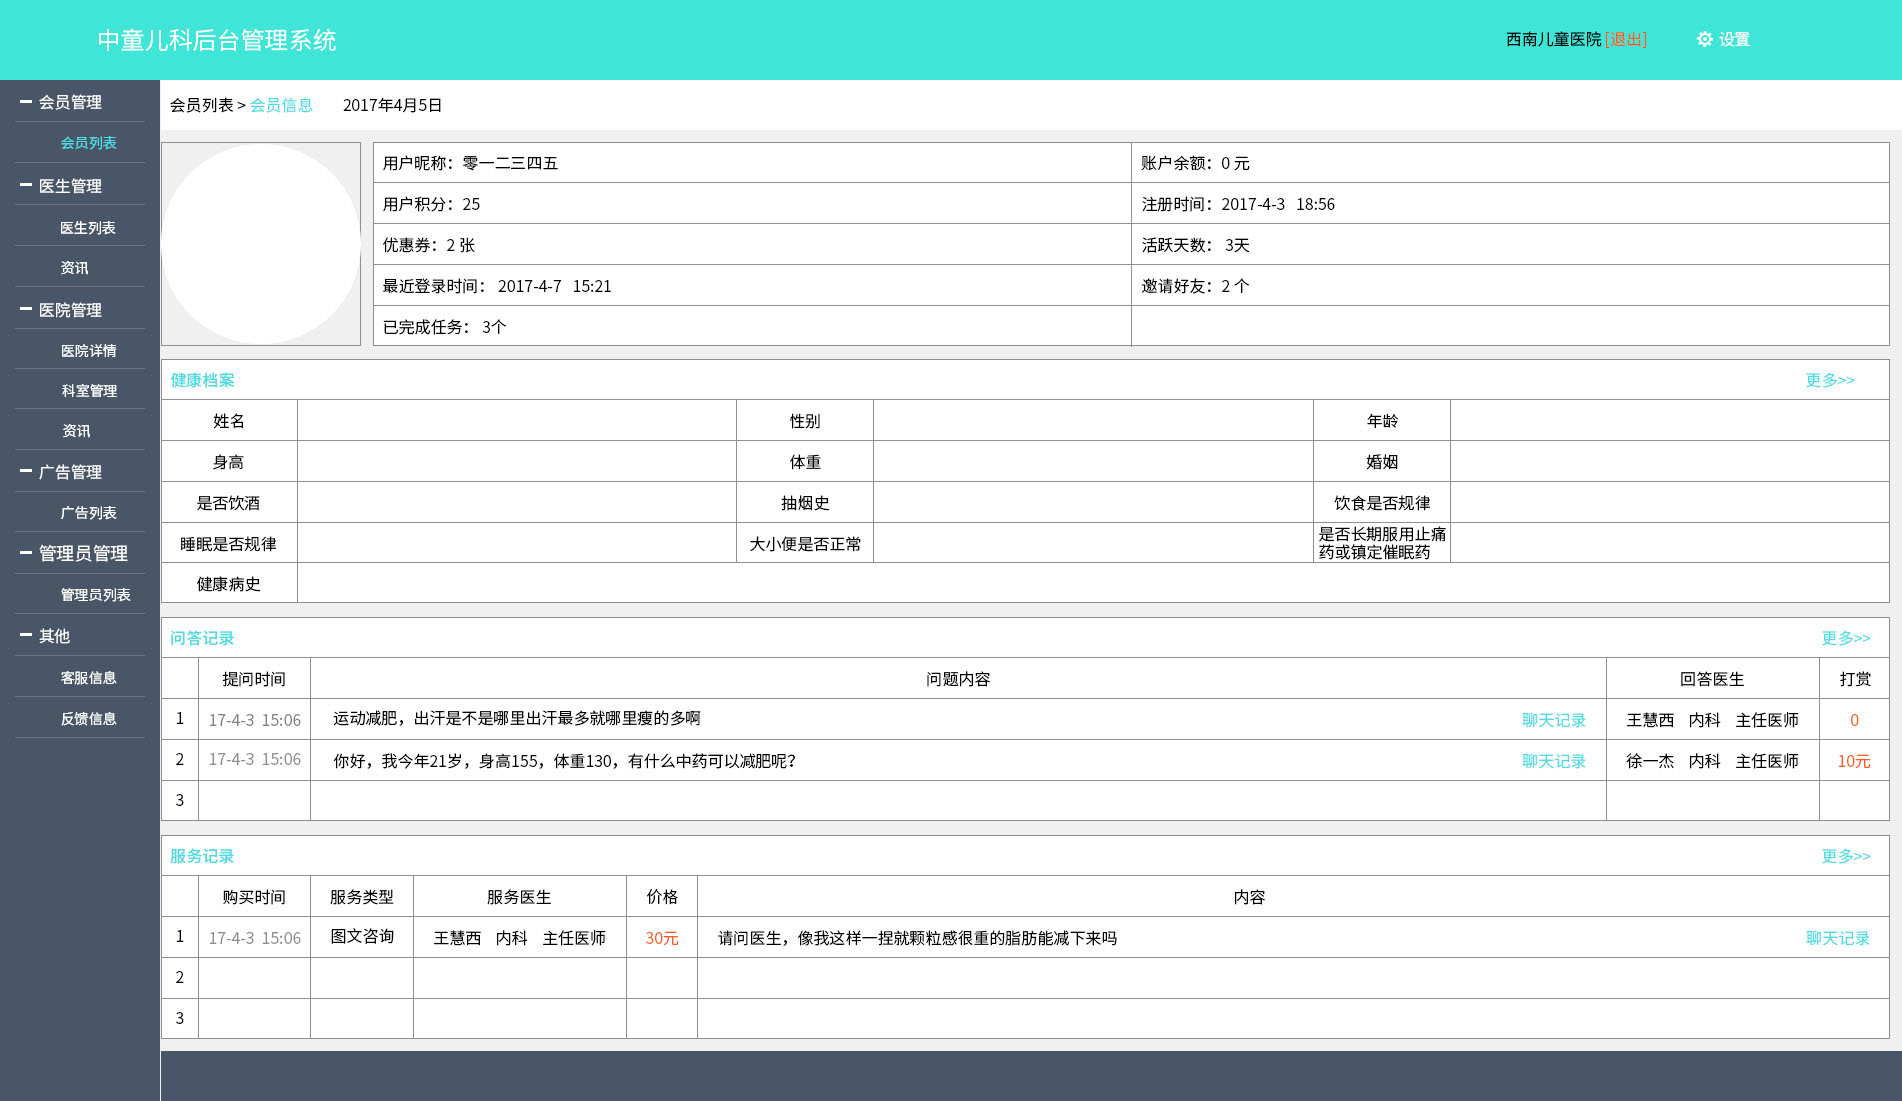 中童儿科后台管理系统
西南儿童医院 [退出]
设置
会员管理
会员列表
医生管理
医生列表
资讯
医院管理
医院详情
科室管理
资讯
广告管理
广告列表
管理员管理
管理员列表
其他
客服信息
反馈信息
会员列表 > 会员信息 2017年4月5日
用户昵称：零一二三四五 账户余额：0 元
用户积分：25 注册时间：2017-4-3 18:56
优惠券：2 张 活跃天数： 3天
最近登录时间： 2017-4-7 15:21 邀请好友：2 个
已完成任务： 3个
健康档案 更多>>
姓名 性别 年龄
身高 体重 婚姻
是否饮酒 抽烟史 饮食是否规律
睡眠是否规律 大小便是否正常 是否长期服用止痛
药或镇定催眠药
健康病史
问答记录 更多>>
提问时间 问题内容 回答医生 打赏
1 17-4-3 15:06 运动减肥，出汗是不是哪里出汗最多就哪里瘦的多啊 聊天记录 王慧西 内科 主任医师 0
2 17-4-3 15:06 你好，我今年21岁，身高155，体重130，有什么中药可以减肥呢？ 聊天记录 徐一杰 内科 主任医师 10元
3
服务记录 更多>>
购买时间 服务类型 服务医生 价格 内容
1 17-4-3 15:06 图文咨询 王慧西 内科 主任医师 30元 请问医生，像我这样一捏就颗粒感很重的脂肪能减下来吗 聊天记录
2
3